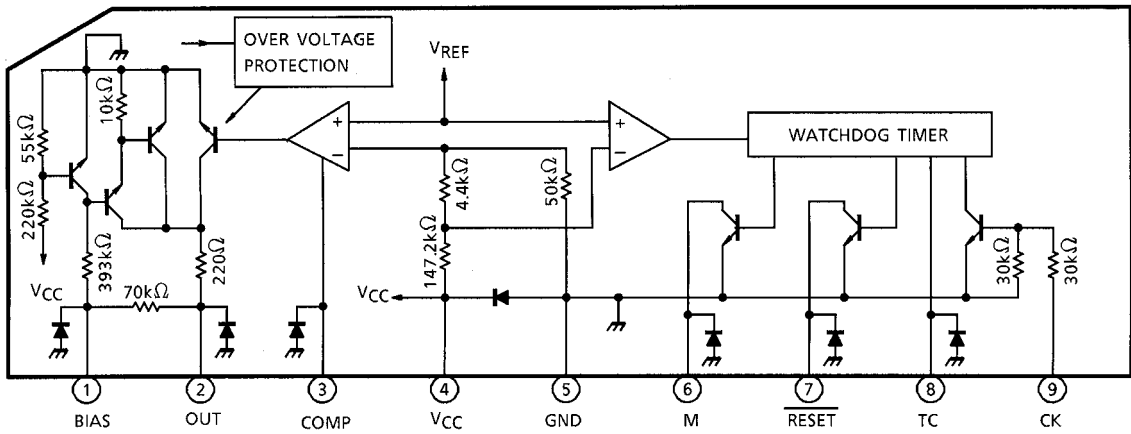 OVER VOLTAGE
PROTECTION
VREF
WATCHDOG TIMER
10kΩ
55kΩ
220kΩ
393kΩ
220Ω
70kΩ
VCC
+
−
+
−
4.4kΩ
50kΩ
147.2kΩ
VCC
30kΩ
30kΩ
1
2
3
4
5
6
7
8
9
BIAS
OUT
COMP
VCC
GND
M
RESET
TC
CK